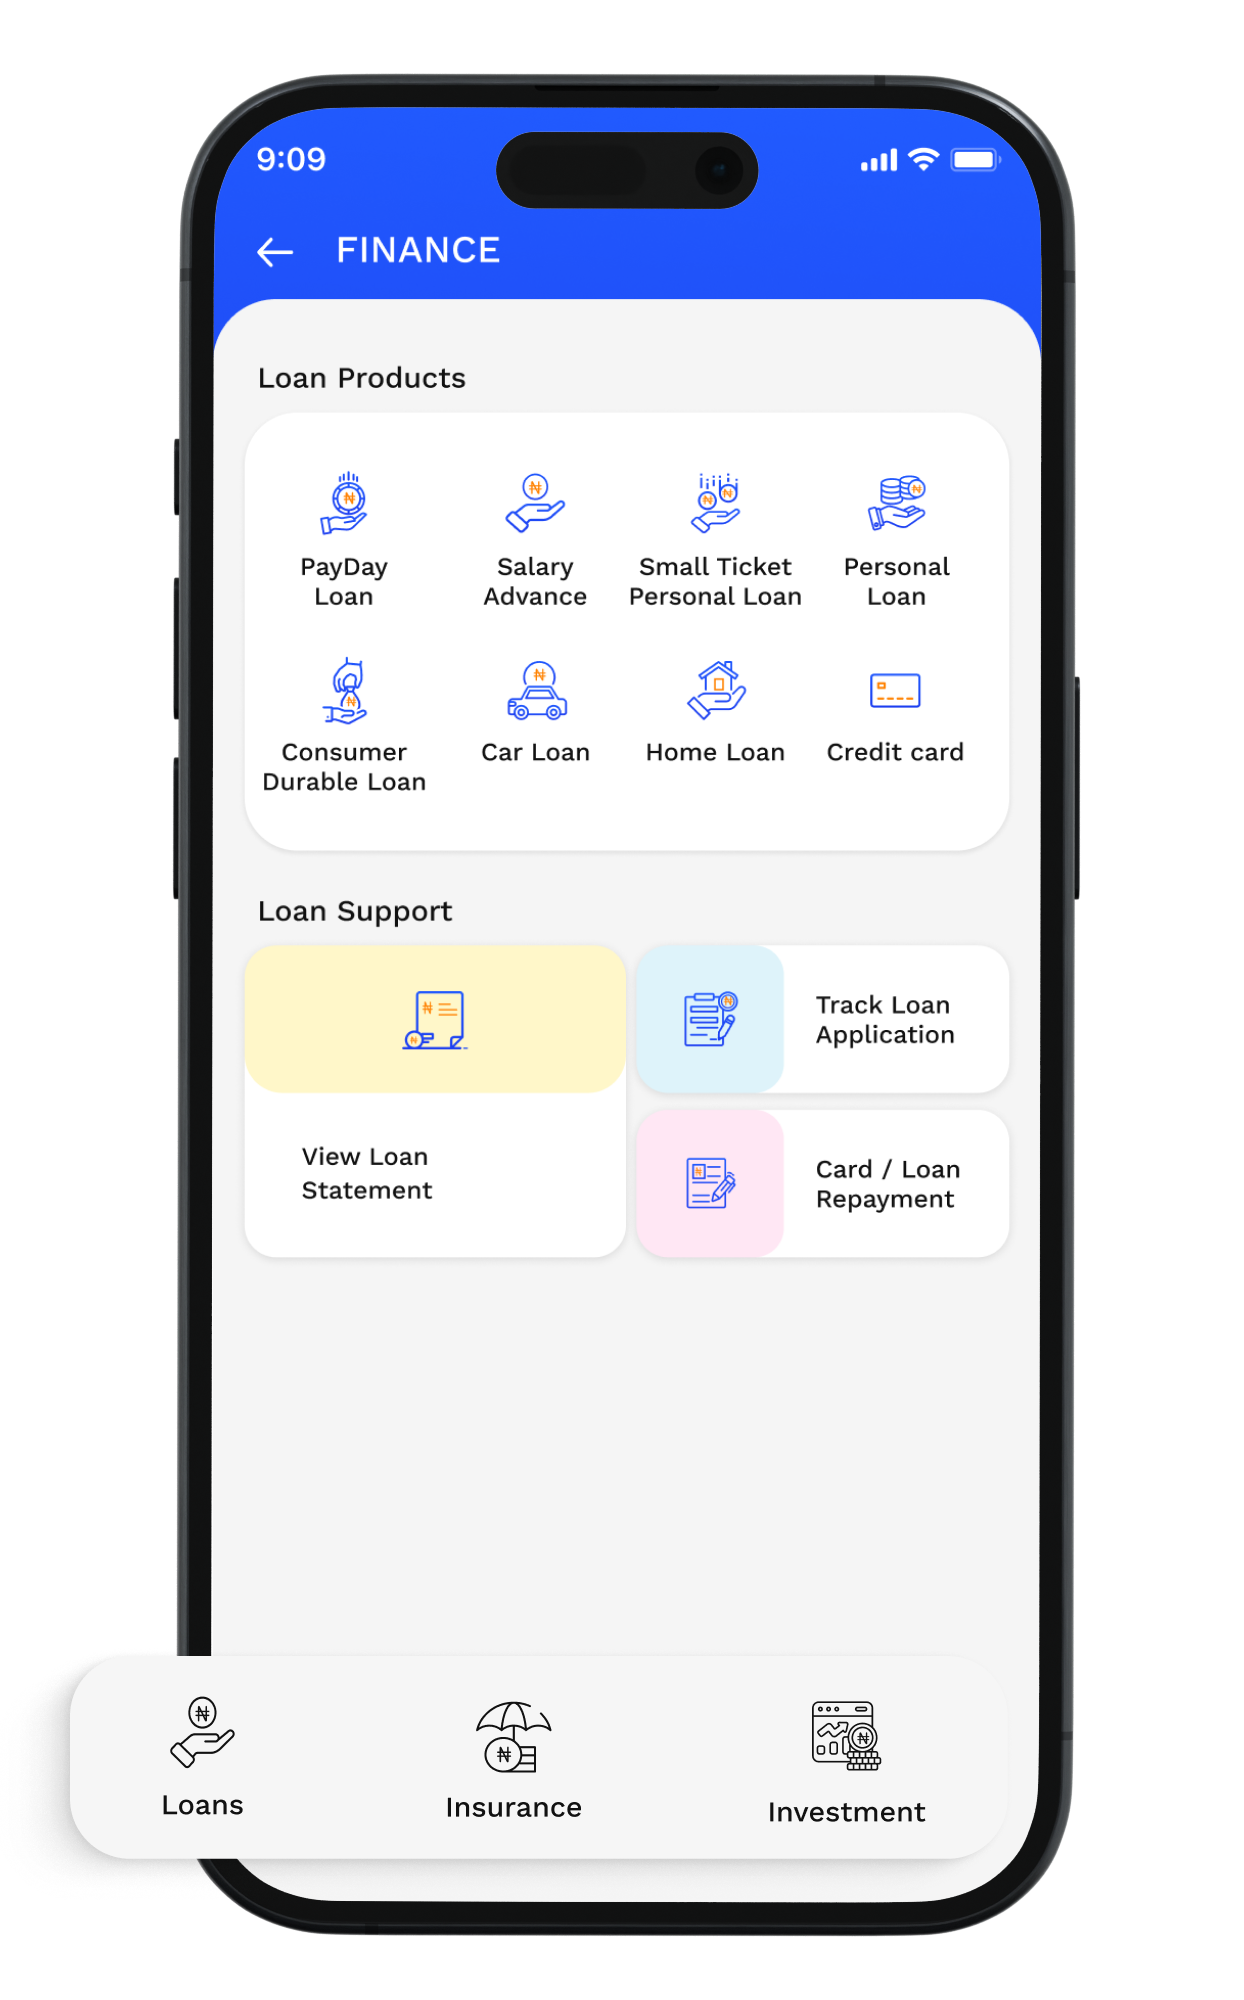 9:09
FINANCE
Loan Products
PayDay
Loan
Salary
Advance
Small Ticket
Personal Loan
Personal
Loan
Consumer
Durable Loan
Car Loan
Home Loan
Credit card
Loan Support
View Loan
Statement
Track Loan
Application
Card / Loan
Repayment
Loans
Insurance
Investment